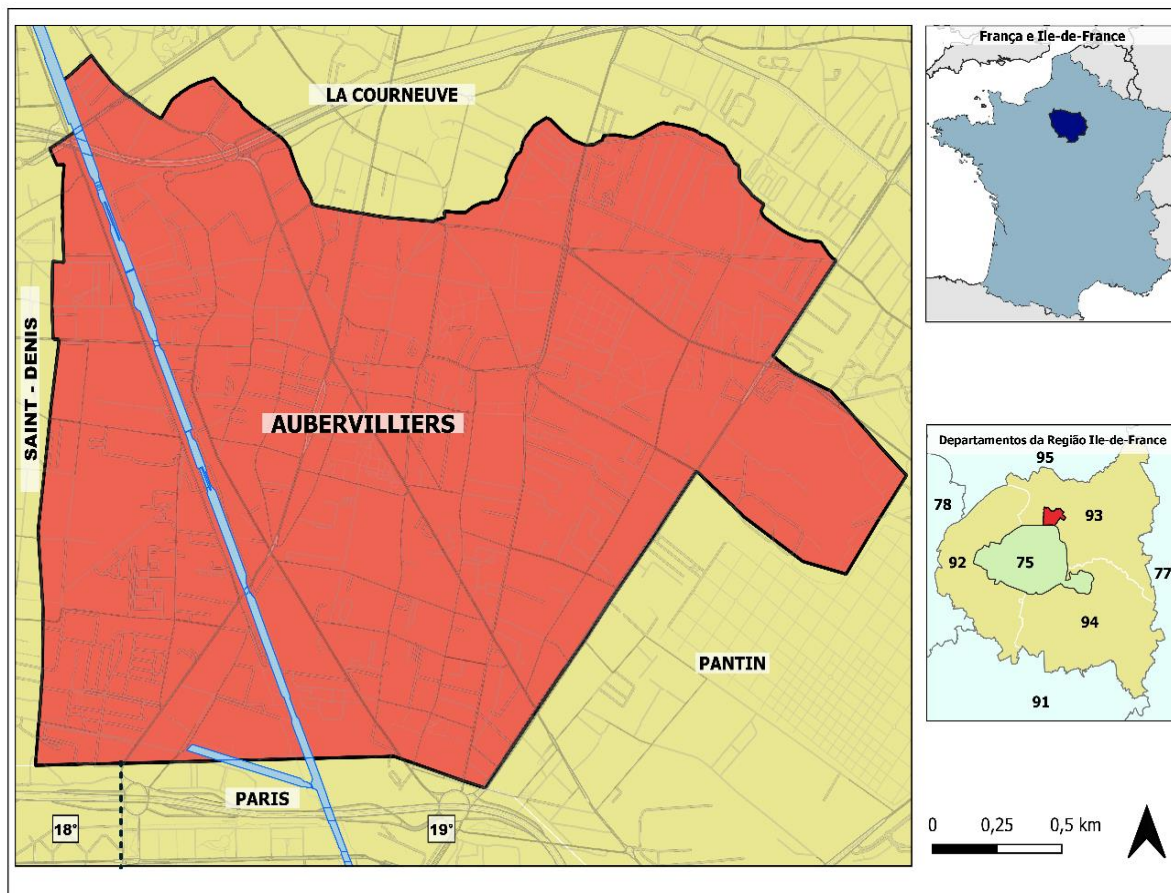 LA COURNEUVE
SAINT - DENIS
AUBERVILLIERS
PANTIN
PARIS
18°
19°
França e Ile-de-France
Departamentos da Região Ile-de-France
95
78
93
92
75
77
94
91
0 0,25 0,5 km